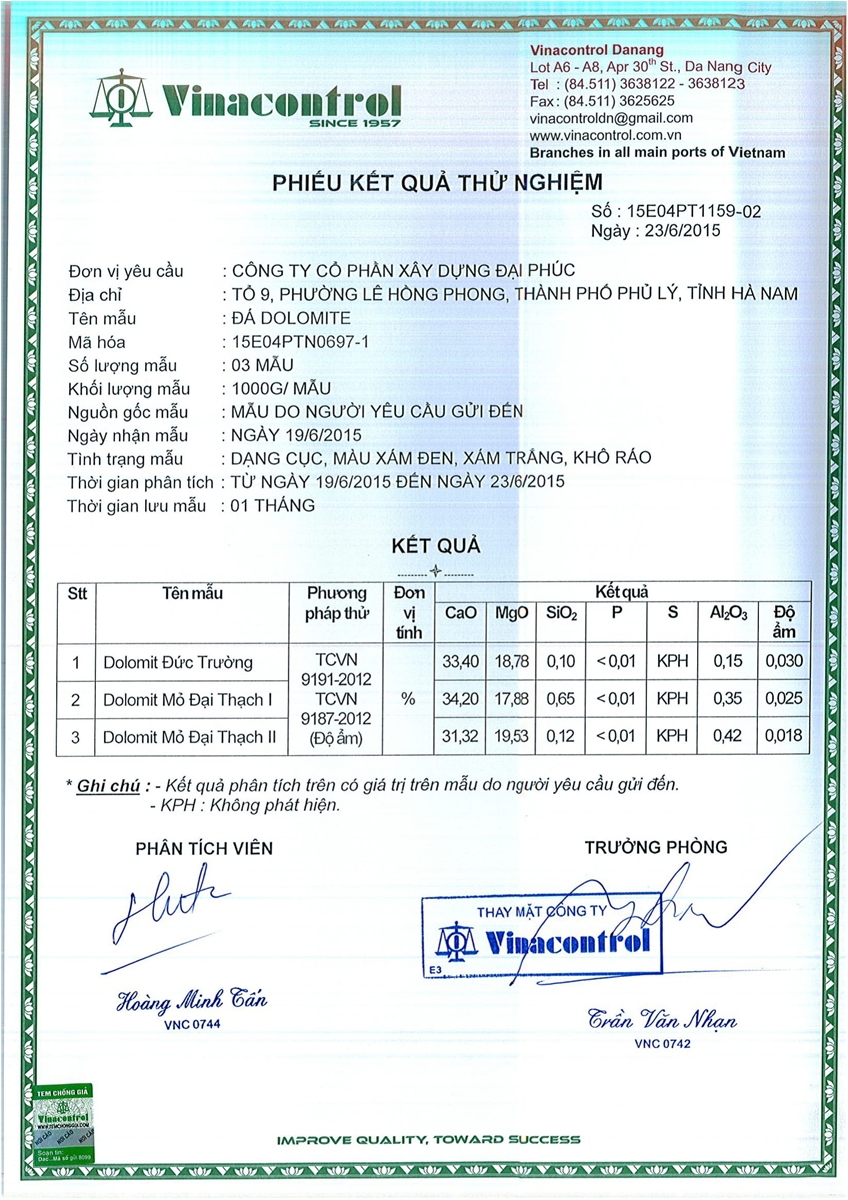 Vinacontrol
SINCE 1957
Vinacontrol Danang
Lot A6 - A8, Apr 30th St., Da Nang City
Tel : (84.511) 3638122 - 3638123
Fax : (84.511) 3625625
vinacontroldn@gmail.com
www.vinacontrol.com.vn
Branches in all main ports of Vietnam
PHIẾU KẾT QUẢ THỬ NGHIỆM
Số : 15E04PT1159-02
Ngày : 23/6/2015
Đơn vị yêu cầu : CÔNG TY CỔ PHẦN XÂY DỰNG ĐẠI PHÚC
Địa chỉ : TỔ 9, PHƯỜNG LÊ HỒNG PHONG, THÀNH PHỐ PHỦ LÝ, TỈNH HÀ NAM
Tên mẫu : ĐÁ DOLOMITE
Mã hóa : 15E04PTN0697-1
Số lượng mẫu : 03 MẪU
Khối lượng mẫu : 1000G/ MẪU
Nguồn gốc mẫu : MẪU DO NGƯỜI YÊU CẦU GỬI ĐẾN
Ngày nhận mẫu : NGÀY 19/6/2015
Tình trạng mẫu : DẠNG CỤC, MÀU XÁM ĐEN, XÁM TRẮNG, KHÔ RÁO
Thời gian phân tích : TỪ NGÀY 19/6/2015 ĐẾN NGÀY 23/6/2015
Thời gian lưu mẫu : 01 THÁNG
KẾT QUẢ
Stt Tên mẫu Phương pháp thử Đơn vị tính Kết quả
CaO MgO SiO₂ P S Al₂O₃ Độ ẩm
1 Dolomit Đức Trường TCVN 9191-2012 33,40 18,78 0,10 <0,01 KPH 0,15 0,030
2 Dolomit Mỏ Đại Thạch I TCVN 9187-2012 % 34,20 17,88 0,65 <0,01 KPH 0,35 0,025
3 Dolomit Mỏ Đại Thạch II (Độ ẩm) 31,32 19,53 0,12 <0,01 KPH 0,42 0,018
* Ghi chú : - Kết quả phân tích trên có giá trị trên mẫu do người yêu cầu gửi đến.
- KPH : Không phát hiện.
PHÂN TÍCH VIÊN
TRƯỞNG PHÒNG
THAY MẶT CÔNG TY
Vinacontrol
E3
Hoàng Minh Tấn
VNC 0744
Trần Văn Nhạn
VNC 0742
TEM CHỐNG GIẢ
Vinacontrol
WWW.TEMCHONGGIA.COM
Soạn tin:
IMPROVE QUALITY, TOWARD SUCCESS